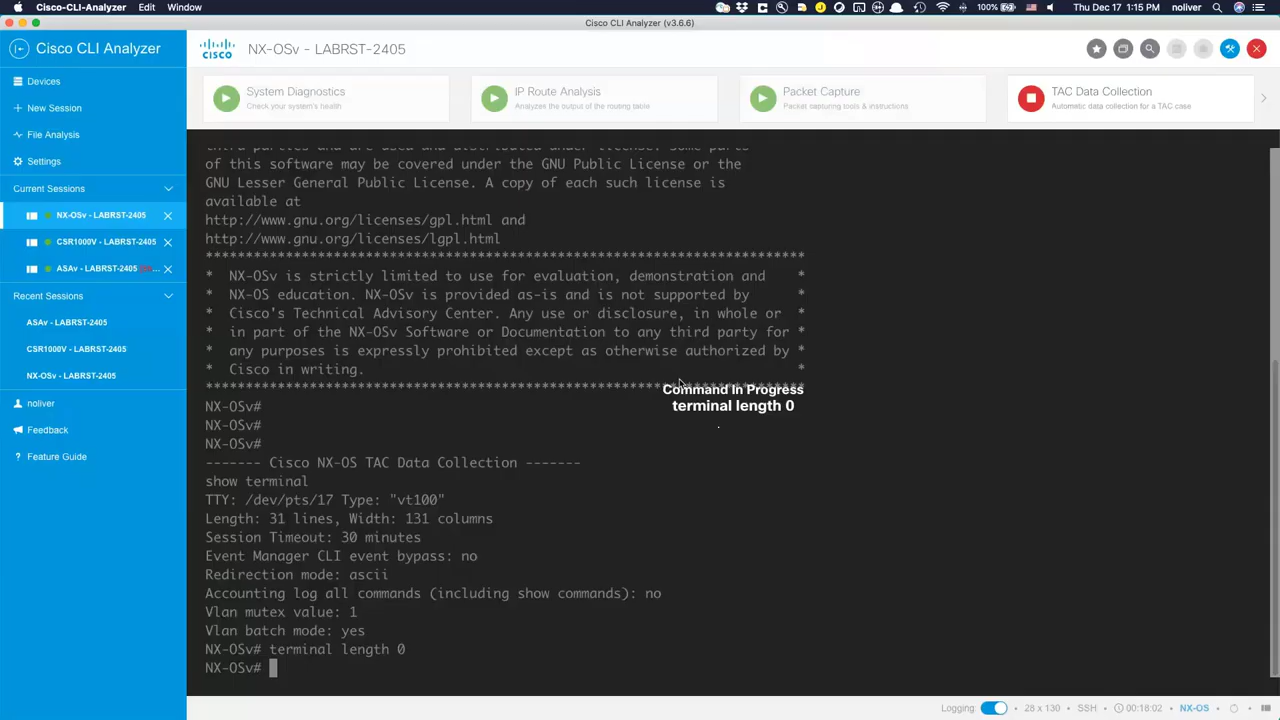 Cisco-CLI-Analyzer Edit Window
100% Thu Dec 17 1:15 PM noliver
Cisco CLI Analyzer (v3.6.6)
Cisco CLI Analyzer
cisco
NX-OSv - LABRST-2405
Devices
New Session
File Analysis
Settings
Current Sessions
NX-OSv - LABRST-2405
CSR1000V - LABRST-2405
ASAv - LABRST-2405
Recent Sessions
ASAv - LABRST-2405
CSR1000V - LABRST-2405
NX-OSv - LABRST-2405
noliver
Feedback
? Feature Guide
System Diagnostics
Check your system's health
IP Route Analysis
Analyzes the output of the routing table
Packet Capture
Packet capturing tools & instructions
TAC Data Collection
Automatic data collection for a TAC case
third parties and are used and distributed under license. Some parts
of this software may be covered under the GNU Public License or the
GNU Lesser General Public License. A copy of each such license is
available at
http://www.gnu.org/licenses/gpl.html and
http://www.gnu.org/licenses/lgpl.html
***************************************************************************
* NX-OSv is strictly limited to use for evaluation, demonstration and *
* NX-OS education. NX-OSv is provided as-is and is not supported by *
* Cisco's Technical Advisory Center. Any use or disclosure, in whole or *
* in part of the NX-OSv Software or Documentation to any third party for *
* any purposes is expressly prohibited except as otherwise authorized by *
* Cisco in writing. *
***************************************************************************
Command In Progress
terminal length 0
.
NX-OSv#
NX-OSv#
NX-OSv#
------- Cisco NX-OS TAC Data Collection -------
show terminal
TTY: /dev/pts/17 Type: "vt100"
Length: 31 lines, Width: 131 columns
Session Timeout: 30 minutes
Event Manager CLI event bypass: no
Redirection mode: ascii
Accounting log all commands (including show commands): no
Vlan mutex value: 1
Vlan batch mode: yes
NX-OSv# terminal length 0
NX-OSv#
Logging • 28 x 130 • SSH • 00:18:02 • NX-OS